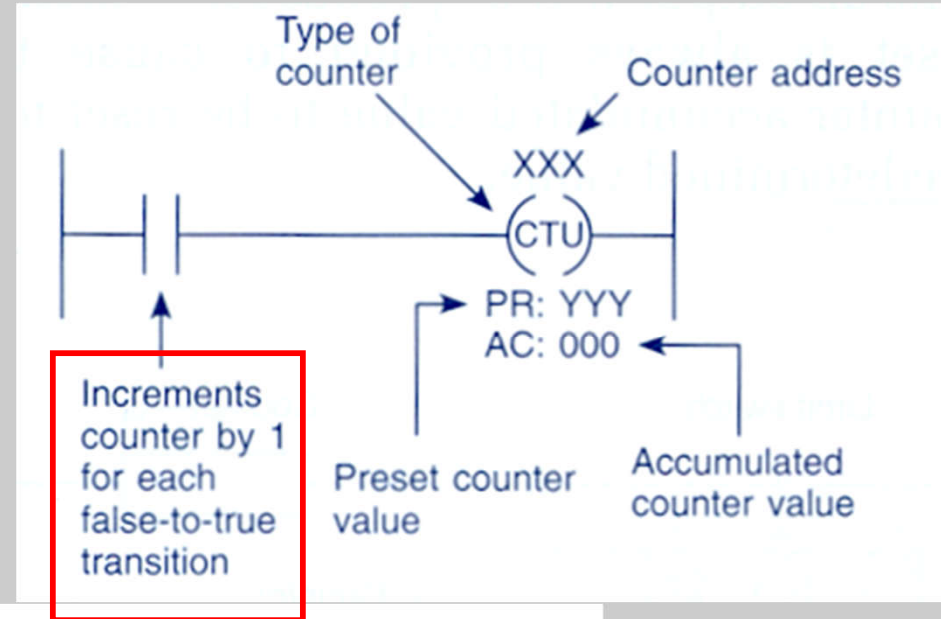 Type of
counter
Counter address
XXX
CTU
PR: YYY
AC: 000
Increments
counter by 1
for each
false-to-true
transition
Preset counter
value
Accumulated
counter value